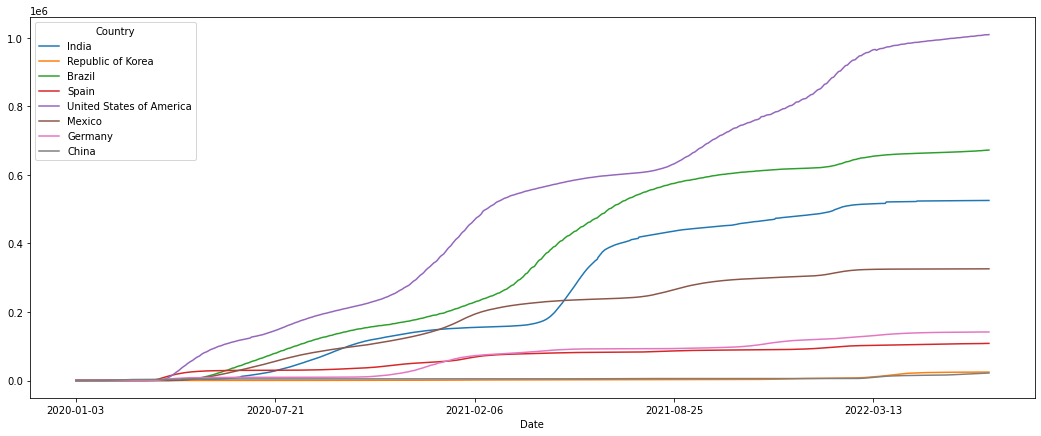 1e6
Country
India
Republic of Korea
Brazil
Spain
United States of America
Mexico
Germany
China
1.0
0.8
0.6
0.4
0.2
0.0
2020-01-03 2020-07-21 2021-02-06 2021-08-25 2022-03-13
Date